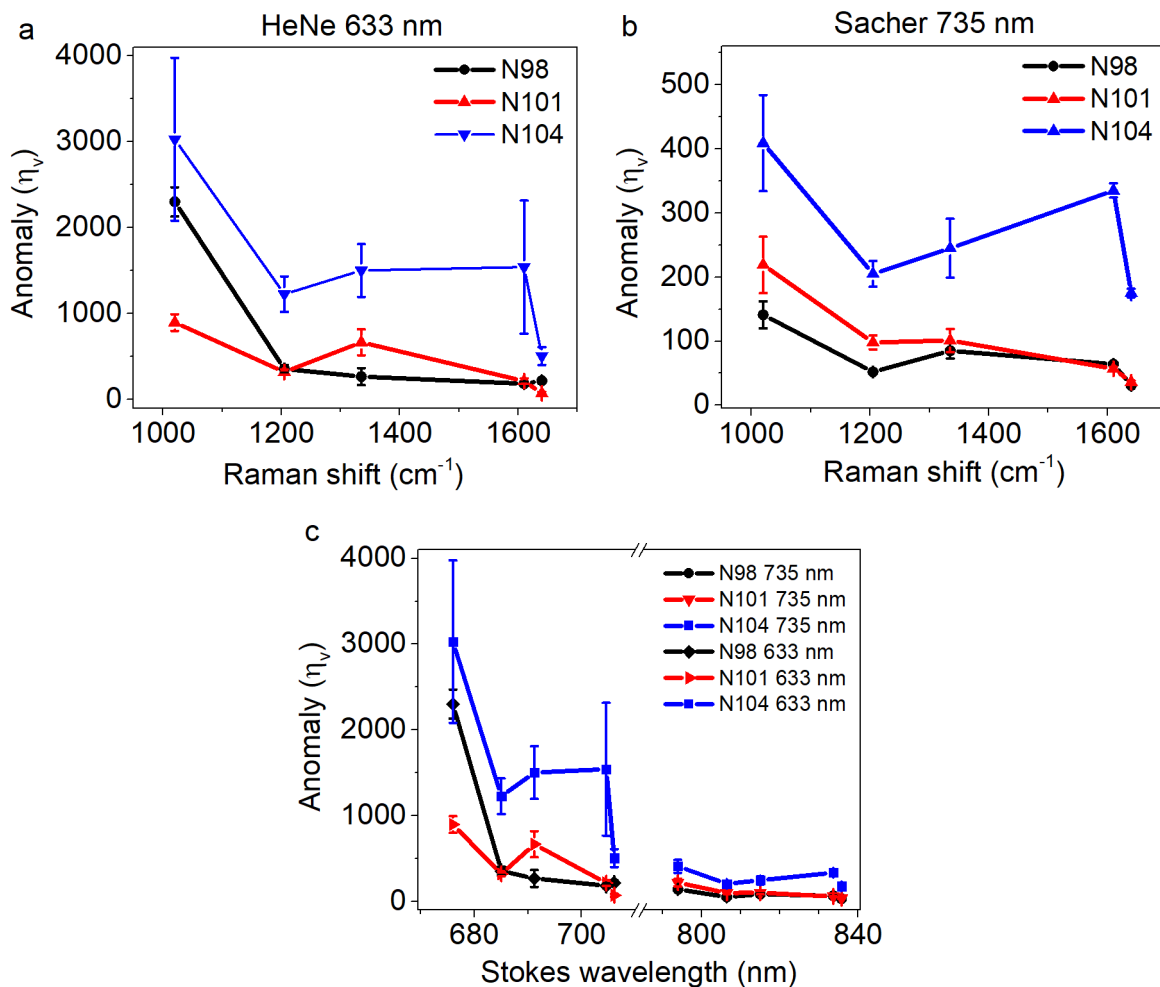 a
HeNe 633 nm
4000
3000
2000
1000
0
Anomaly (ηᵥ)
N98
N101
N104
1000 1200 1400 1600
Raman shift (cm⁻¹)
b
Sacher 735 nm
500
400
300
200
100
0
Anomaly (ηᵥ)
N98
N101
N104
1000 1200 1400 1600
Raman shift (cm⁻¹)
c
4000
3000
2000
1000
0
Anomaly (ηᵥ)
N98 735 nm
N101 735 nm
N104 735 nm
N98 633 nm
N101 633 nm
N104 633 nm
680 700 800 840
Stokes wavelength (nm)